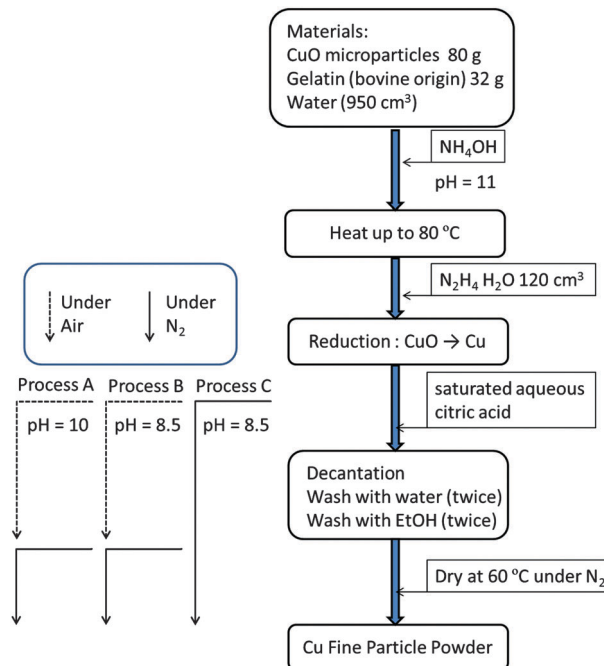 Materials:
CuO microparticles 80 g
Gelatin (bovine origin) 32 g
Water (950 cm³)
NH₄OH
pH = 11
Heat up to 80 °C
N₂H₄ H₂O 120 cm³
Under
Air
Under
N₂
Reduction : CuO → Cu
Process A
Process B
Process C
pH = 10
pH = 8.5
pH = 8.5
saturated aqueous
citric acid
Decantation
Wash with water (twice)
Wash with EtOH (twice)
Dry at 60 °C under N₂
Cu Fine Particle Powder